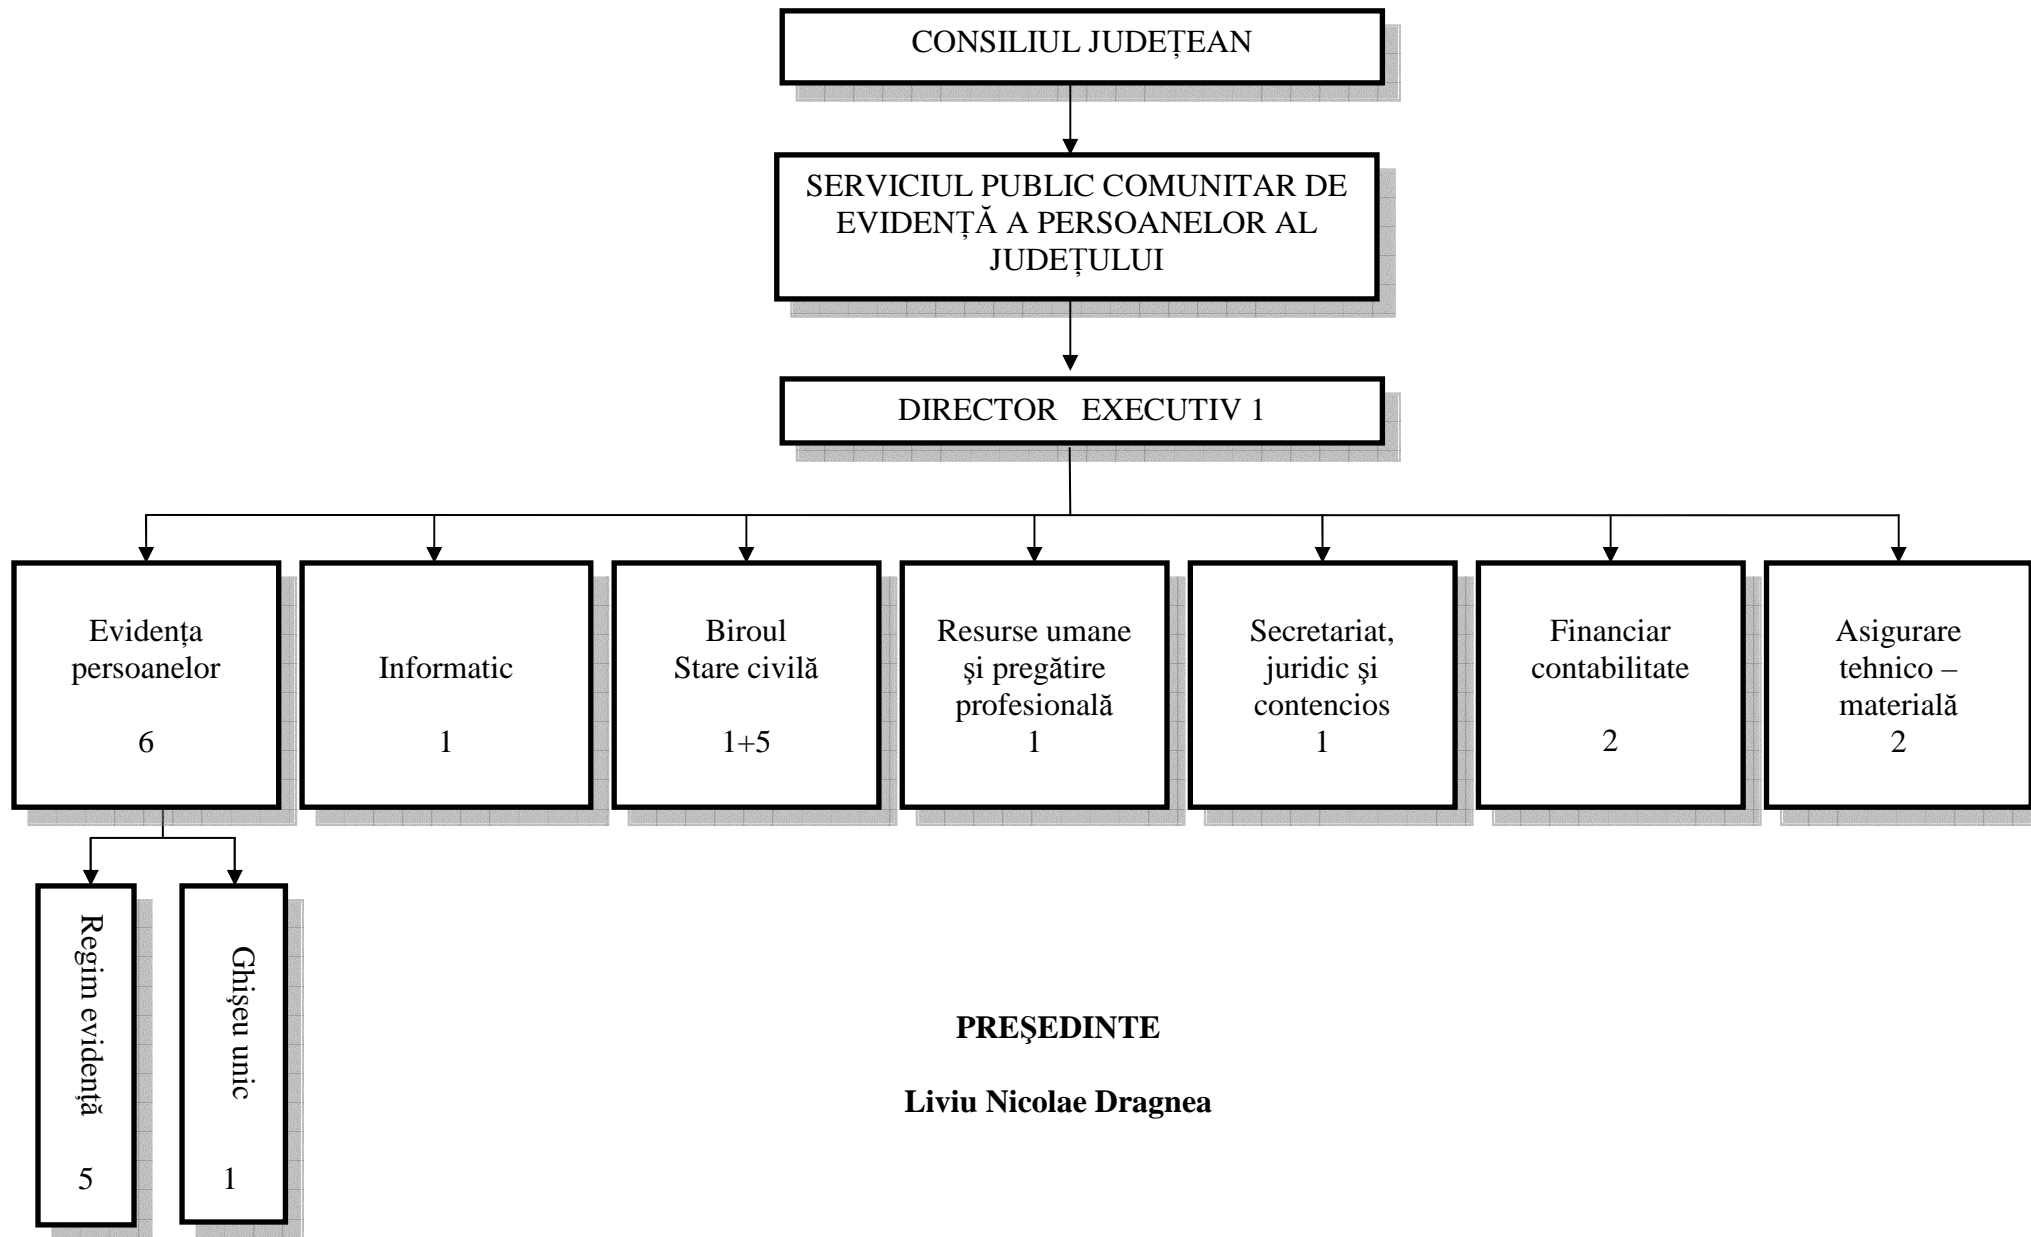 CONSILIUL JUDEȚEAN
SERVICIUL PUBLIC COMUNITAR DE
EVIDENȚĂ A PERSOANELOR AL
JUDEȚULUI
DIRECTOR EXECUTIV 1
Evidența
persoanelor
6
Informatic
1
Biroul
Stare civilă
1+5
Resurse umane
şi pregătire
profesională
1
Secretariat,
juridic şi
contencios
1
Financiar
contabilitate
2
Asigurare
tehnico –
materială
2
Regim evidență
5
Ghişeu unic
1
PREŞEDINTE
Liviu Nicolae Dragnea